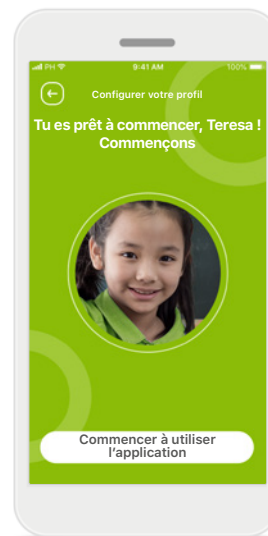 PH 9:41 AM 100%
Configurer votre profil
Tu es prêt à commencer, Teresa !
Commençons
Commencer à utiliser
l’application